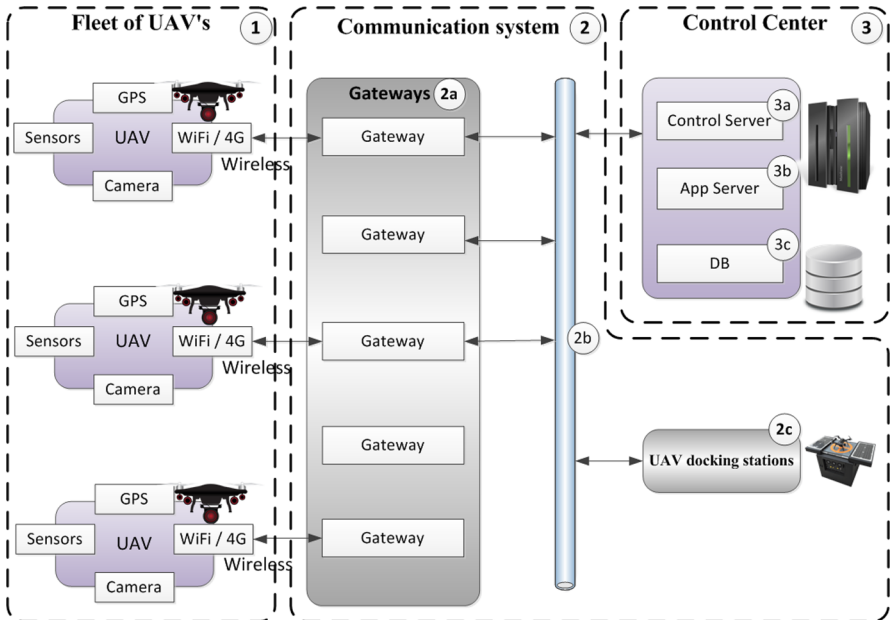 Fleet of UAV's
1
GPS
Sensors
UAV
WiFi / 4G
Wireless
Camera
GPS
Sensors
UAV
WiFi / 4G
Wireless
Camera
GPS
Sensors
UAV
WiFi / 4G
Wireless
Camera
Communication system
2
Gateways
2a
Gateway
Gateway
Gateway
Gateway
Gateway
2b
Control Center
3
3a
Control Server
3b
App Server
3c
DB
2c
UAV docking stations